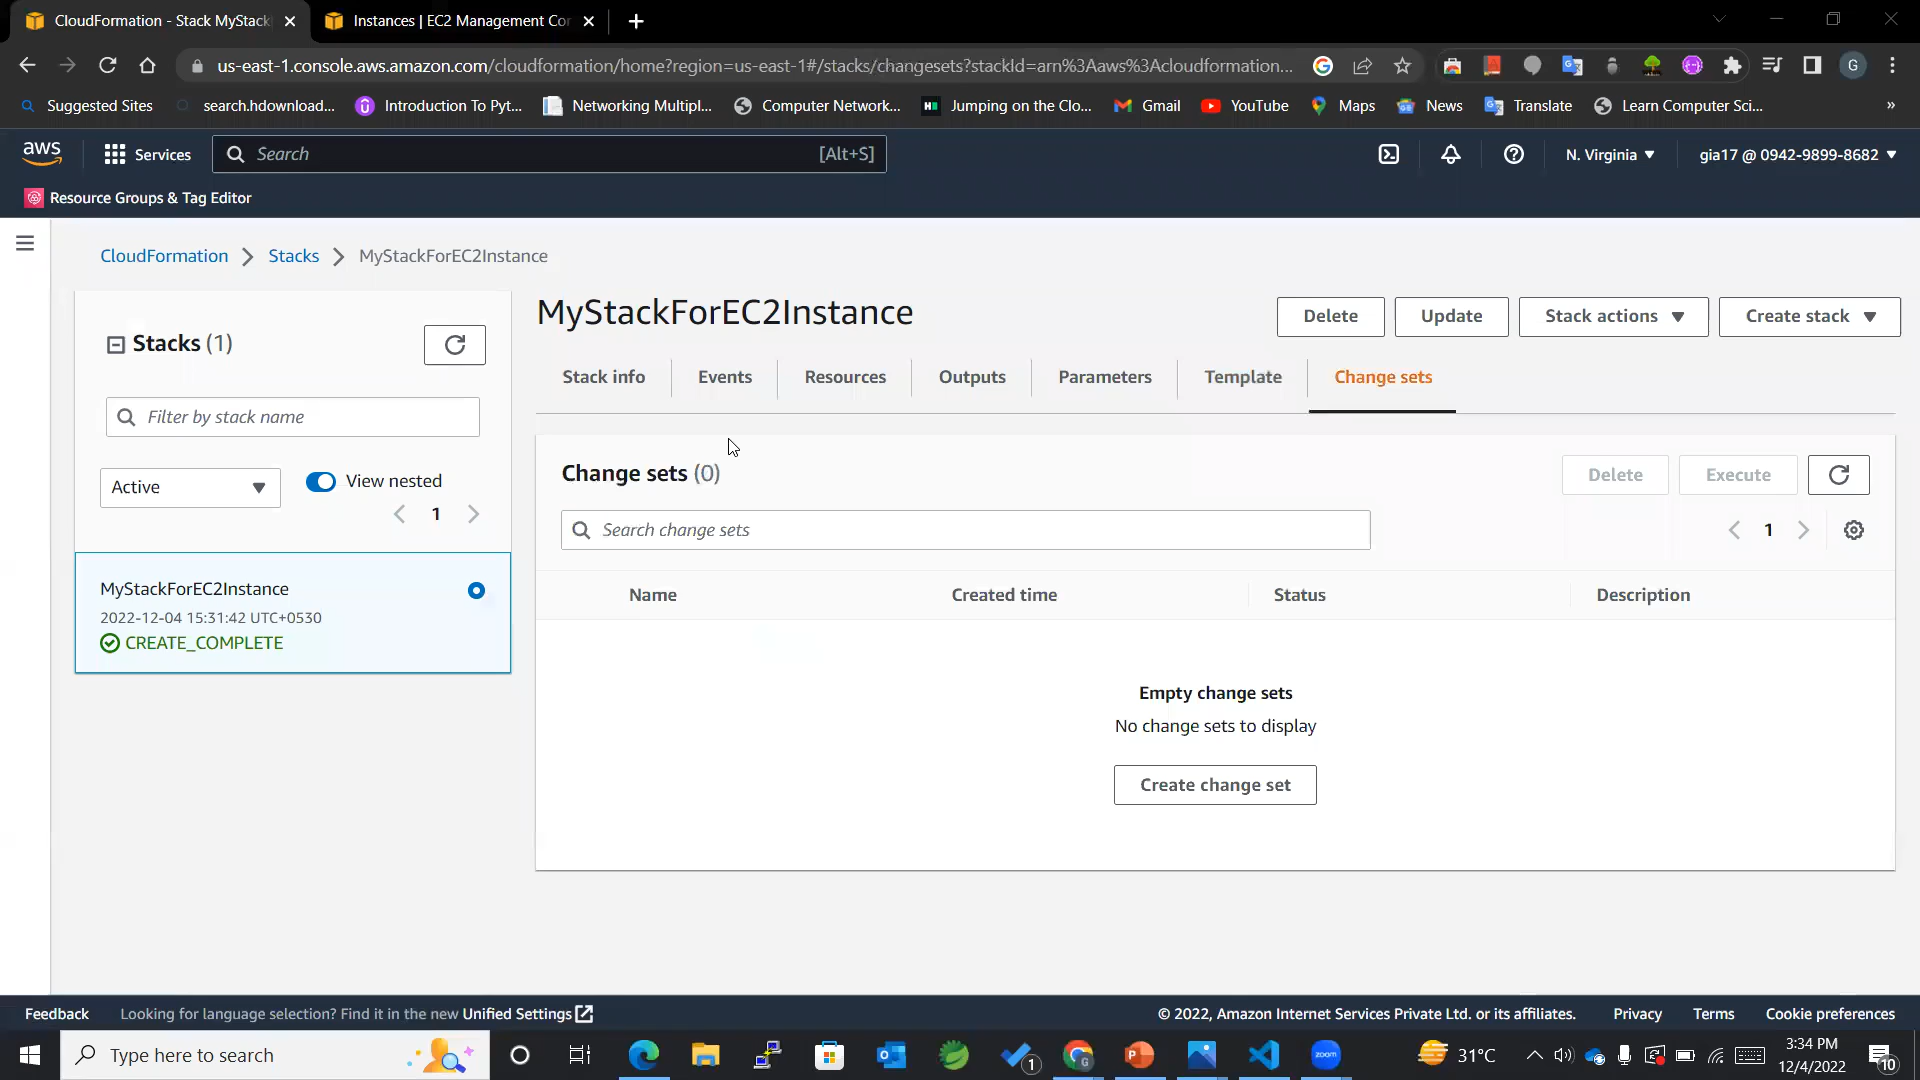 CloudFormation - Stack MyStack
Instances | EC2 Management Con
us-east-1.console.aws.amazon.com/cloudformation/home?region=us-east-1#/stacks/changesets?stackId=arn%3Aaws%3Acloudformation...
G
Suggested Sites
search.hdownload...
Introduction To Pyt...
Networking Multipl...
Computer Network...
Jumping on the Clo...
Gmail
YouTube
Maps
News
Translate
Learn Computer Sci...
»
aws
Services
Search
[Alt+S]
N. Virginia
gia17 @ 0942-9899-8682
Resource Groups & Tag Editor
CloudFormation
Stacks
MyStackForEC2Instance
Stacks (1)
Filter by stack name
Active
View nested
1
MyStackForEC2Instance
2022-12-04 15:31:42 UTC+0530
CREATE_COMPLETE
MyStackForEC2Instance
Delete
Update
Stack actions
Create stack
Stack info
Events
Resources
Outputs
Parameters
Template
Change sets
Change sets (0)
Delete
Execute
Search change sets
1
Name
Created time
Status
Description
Empty change sets
No change sets to display
Create change set
Feedback
Looking for language selection? Find it in the new Unified Settings
© 2022, Amazon Internet Services Private Ltd. or its affiliates.
Privacy
Terms
Cookie preferences
Type here to search
1
zoom
31°C
3:34 PM
12/4/2022
10